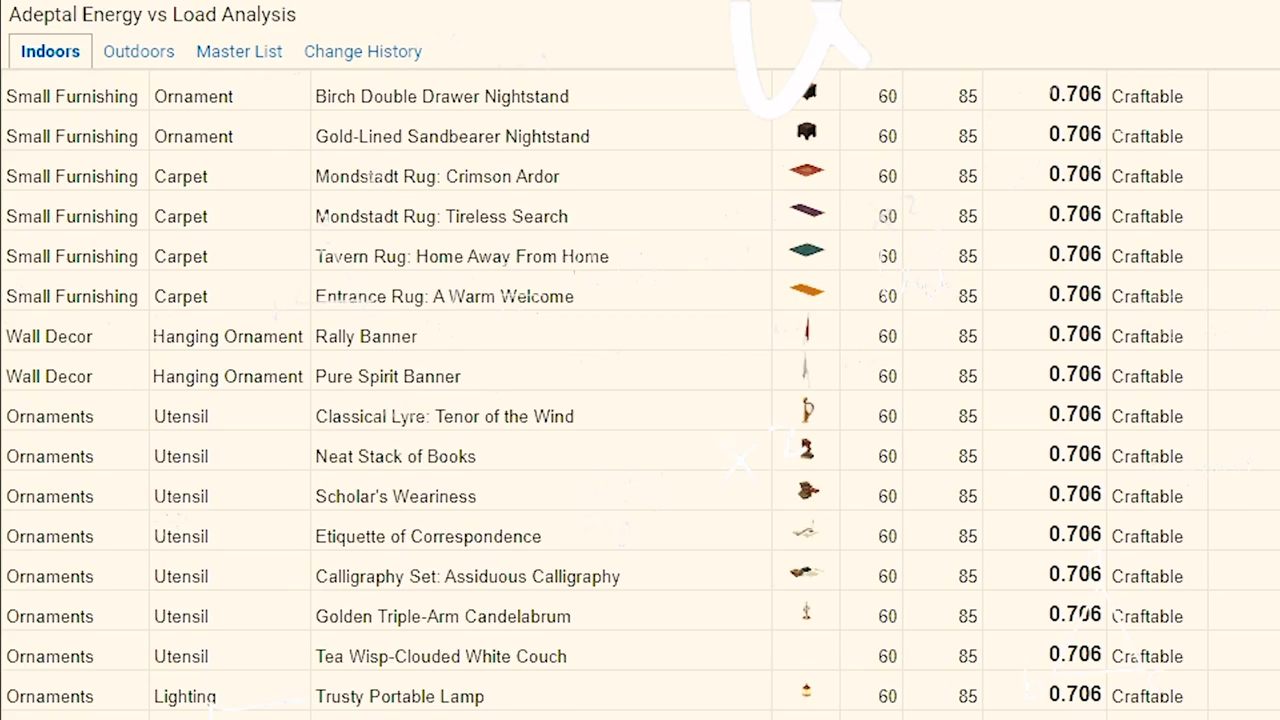 Adeptal Energy vs Load Analysis
Indoors Outdoors Master List Change History
Small Furnishing Ornament Birch Double Drawer Nightstand 60 85 0.706 Craftable
Small Furnishing Ornament Gold-Lined Sandbearer Nightstand 60 85 0.706 Craftable
Small Furnishing Carpet Mondstadt Rug: Crimson Ardor 60 85 0.706 Craftable
Small Furnishing Carpet Mondstadt Rug: Tireless Search 60 85 0.706 Craftable
Small Furnishing Carpet Tavern Rug: Home Away From Home 60 85 0.706 Craftable
Small Furnishing Carpet Entrance Rug: A Warm Welcome 60 85 0.706 Craftable
Wall Decor Hanging Ornament Rally Banner 60 85 0.706 Craftable
Wall Decor Hanging Ornament Pure Spirit Banner 60 85 0.706 Craftable
Ornaments Utensil Classical Lyre: Tenor of the Wind 60 85 0.706 Craftable
Ornaments Utensil Neat Stack of Books 60 85 0.706 Craftable
Ornaments Utensil Scholar's Weariness 60 85 0.706 Craftable
Ornaments Utensil Etiquette of Correspondence 60 85 0.706 Craftable
Ornaments Utensil Calligraphy Set: Assiduous Calligraphy 60 85 0.706 Craftable
Ornaments Utensil Golden Triple-Arm Candelabrum 60 85 0.706 Craftable
Ornaments Utensil Tea Wisp-Clouded White Couch 60 85 0.706 Craftable
Ornaments Lighting Trusty Portable Lamp 60 85 0.706 Craftable